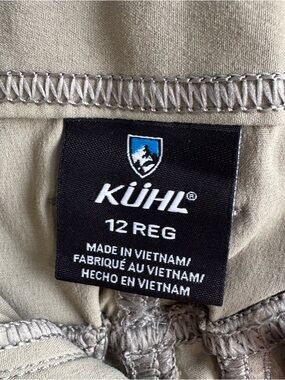 KÜHL®
12 REG
MADE IN VIETNAM/
FABRIQUÉ AU VIETNAM/
HECHO EN VIETNAM